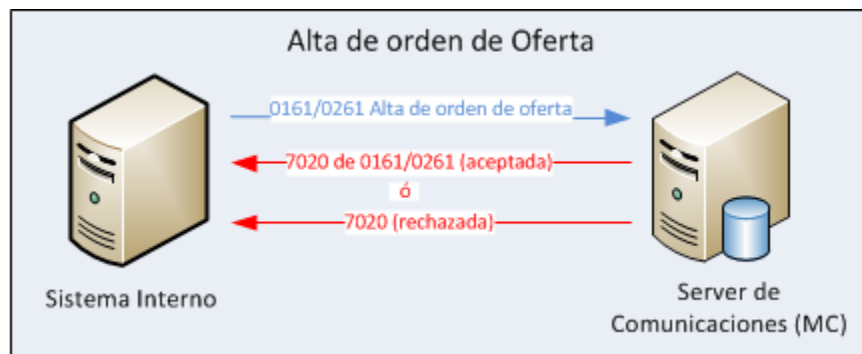 Alta de orden de Oferta
0161/0261 Alta de orden de oferta
7020 de 0161/0261 (aceptada)
ó
7020 (rechazada)
Sistema Interno
Server de
Comunicaciones (MC)